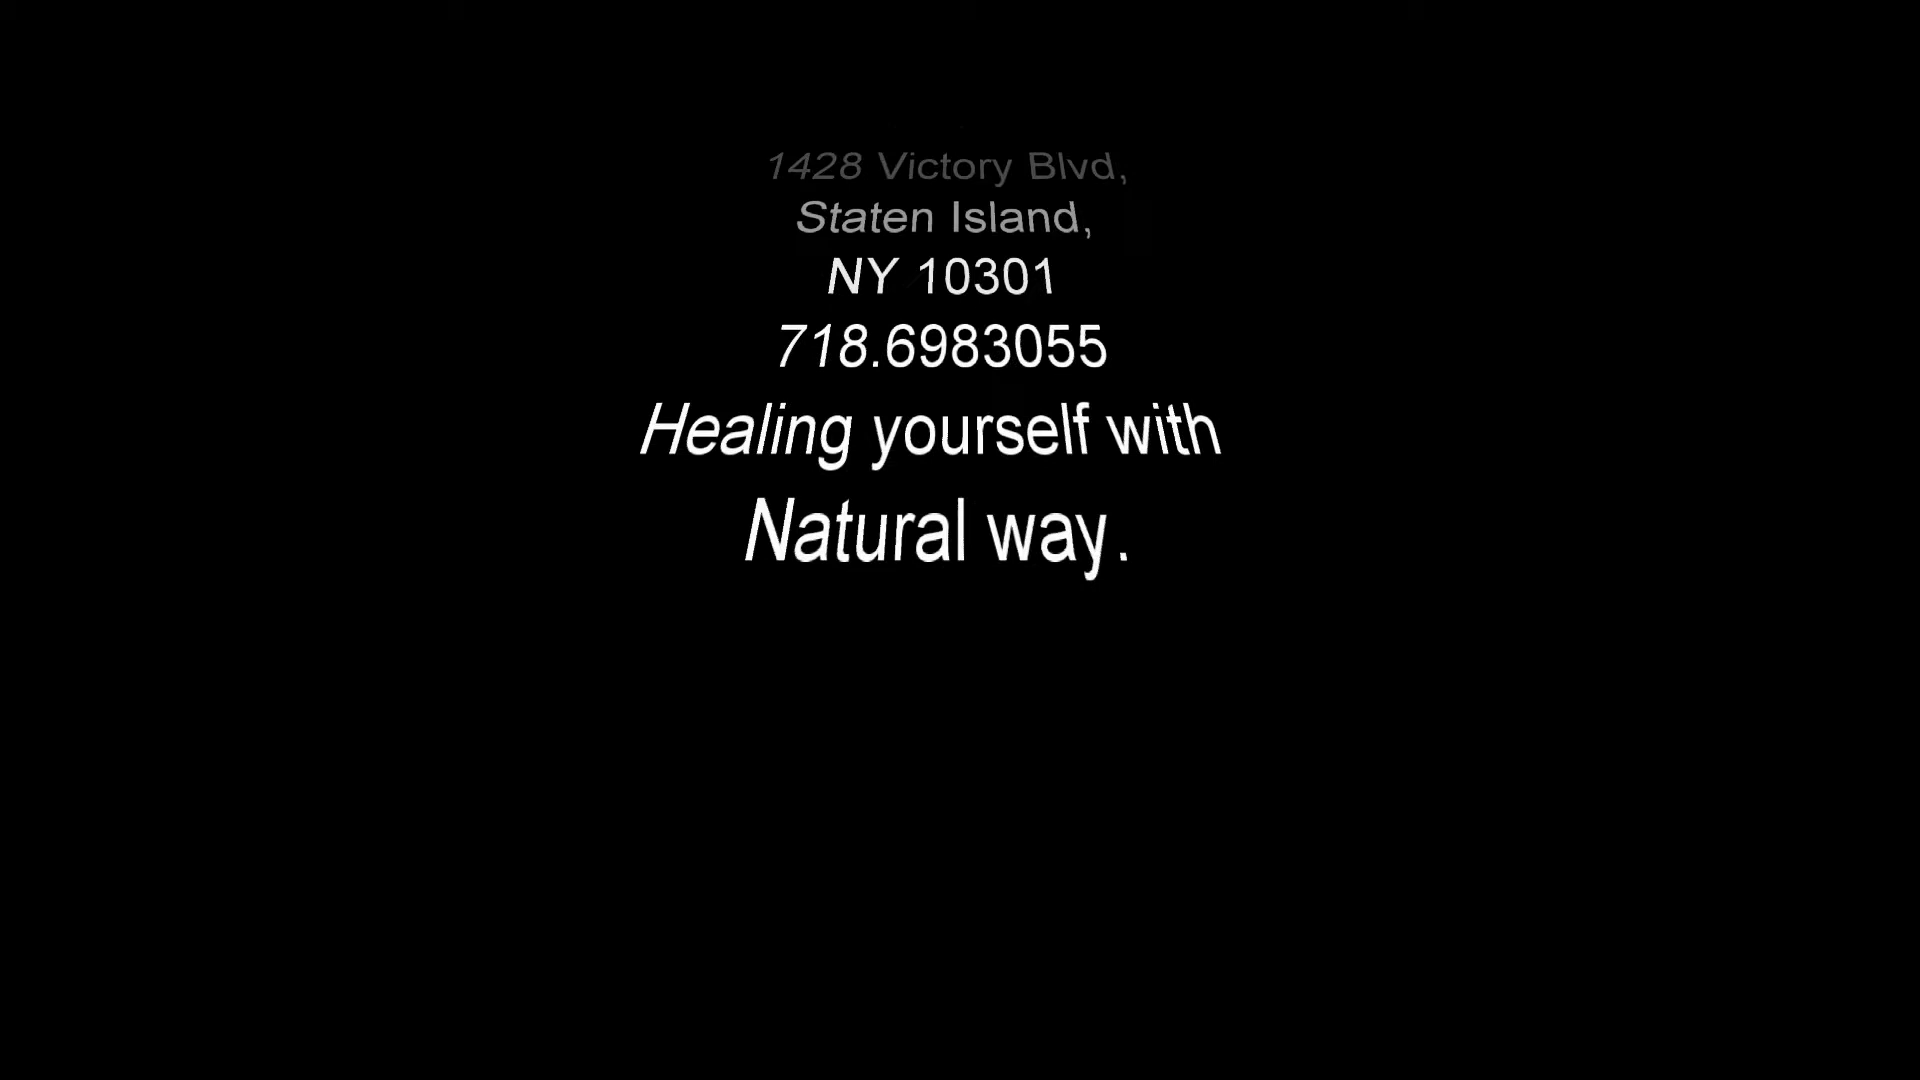 1428 Victory Blvd,
Staten Island,
NY 10301
718.6983055
Healing yourself with
Natural way.